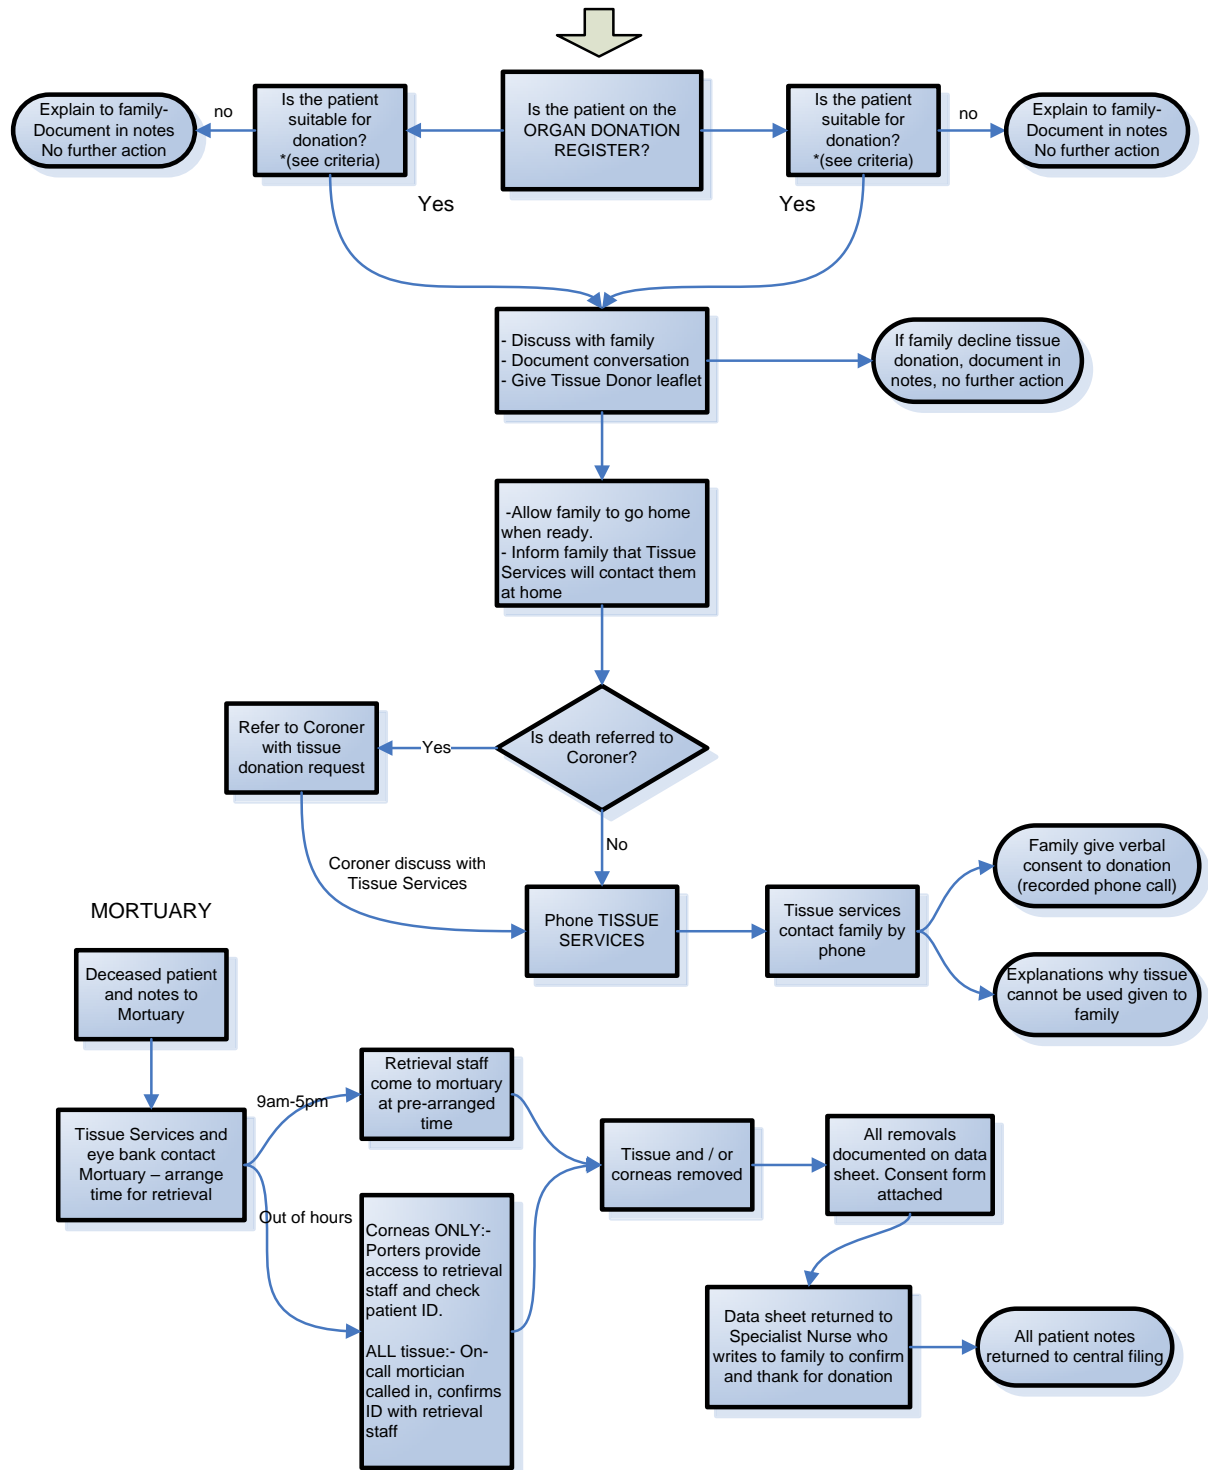 Explain to family-
Document in notes
No further action
no
Is the patient
suitable for
donation?
*(see criteria)
Is the patient on the
ORGAN DONATION
REGISTER?
Is the patient
suitable for
donation?
*(see criteria)
no
Explain to family-
Document in notes
No further action
Yes
Yes
- Discuss with family
- Document conversation
- Give Tissue Donor leaflet
If family decline tissue
donation, document in
notes, no further action
-Allow family to go home
when ready.
- Inform family that Tissue
Services will contact them
at home
Is death referred to
Coroner?
Yes
Refer to Coroner
with tissue
donation request
No
Coroner discuss with
Tissue Services
Phone TISSUE
SERVICES
Tissue services
contact family by
phone
Family give verbal
consent to donation
(recorded phone call)
Explanations why tissue
cannot be used given to
family
MORTUARY
Deceased patient
and notes to
Mortuary
Tissue Services and
eye bank contact
Mortuary – arrange
time for retrieval
9am-5pm
Retrieval staff
come to mortuary
at pre-arranged
time
Out of hours
Corneas ONLY:-
Porters provide
access to retrieval
staff and check
patient ID.
ALL tissue:- On-
call mortician
called in, confirms
ID with retrieval
staff
Tissue and / or
corneas removed
All removals
documented on data
sheet. Consent form
attached
Data sheet returned to
Specialist Nurse who
writes to family to confirm
and thank for donation
All patient notes
returned to central filing